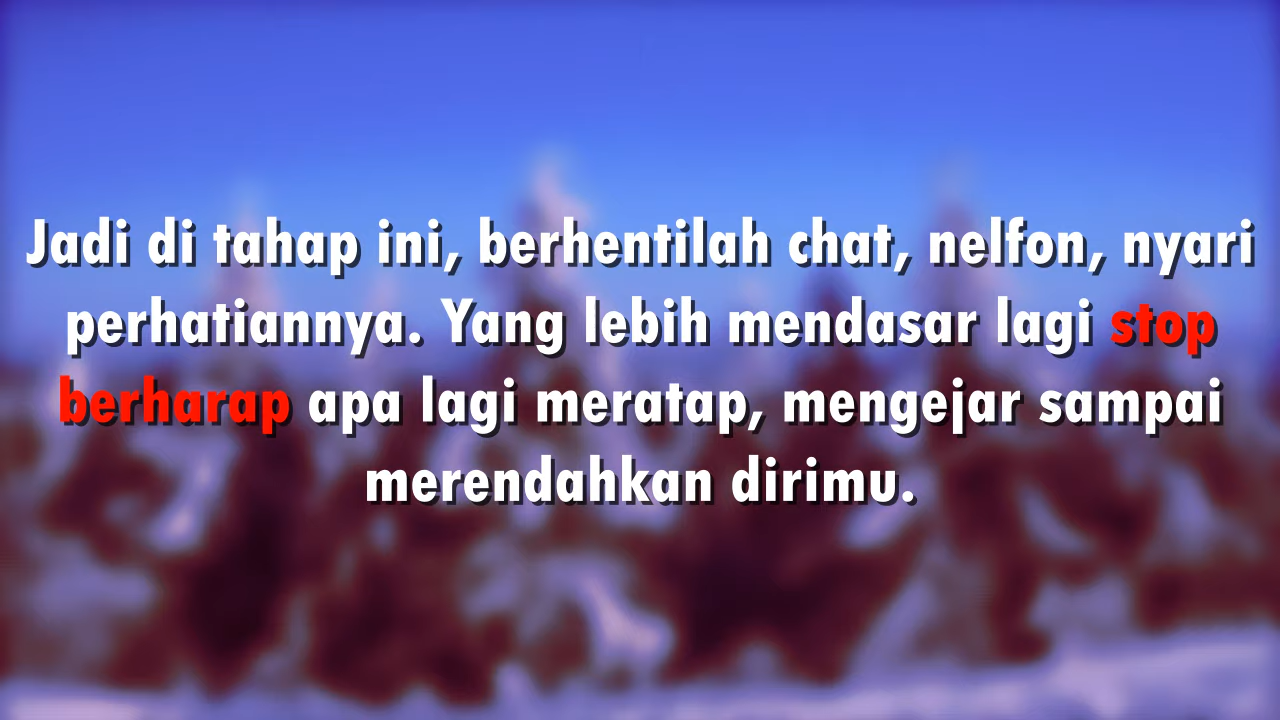 Jadi di tahap ini, berhentilah chat, nelfon, nyari
perhatiannya. Yang lebih mendasar lagi stop
berharap apa lagi meratap, mengejar sampai
merendahkan dirimu.